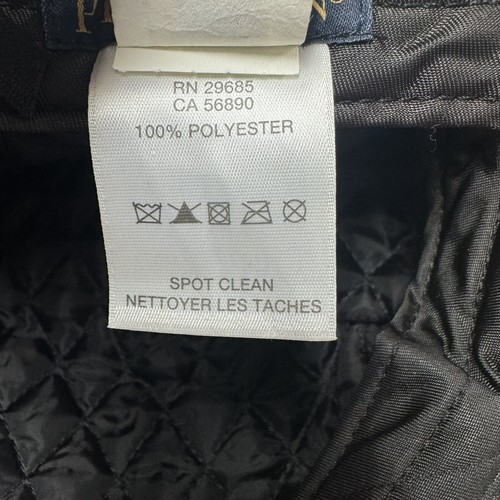 RN 29685
CA 56890
100% POLYESTER
SPOT CLEAN
NETTOYER LES TACHES